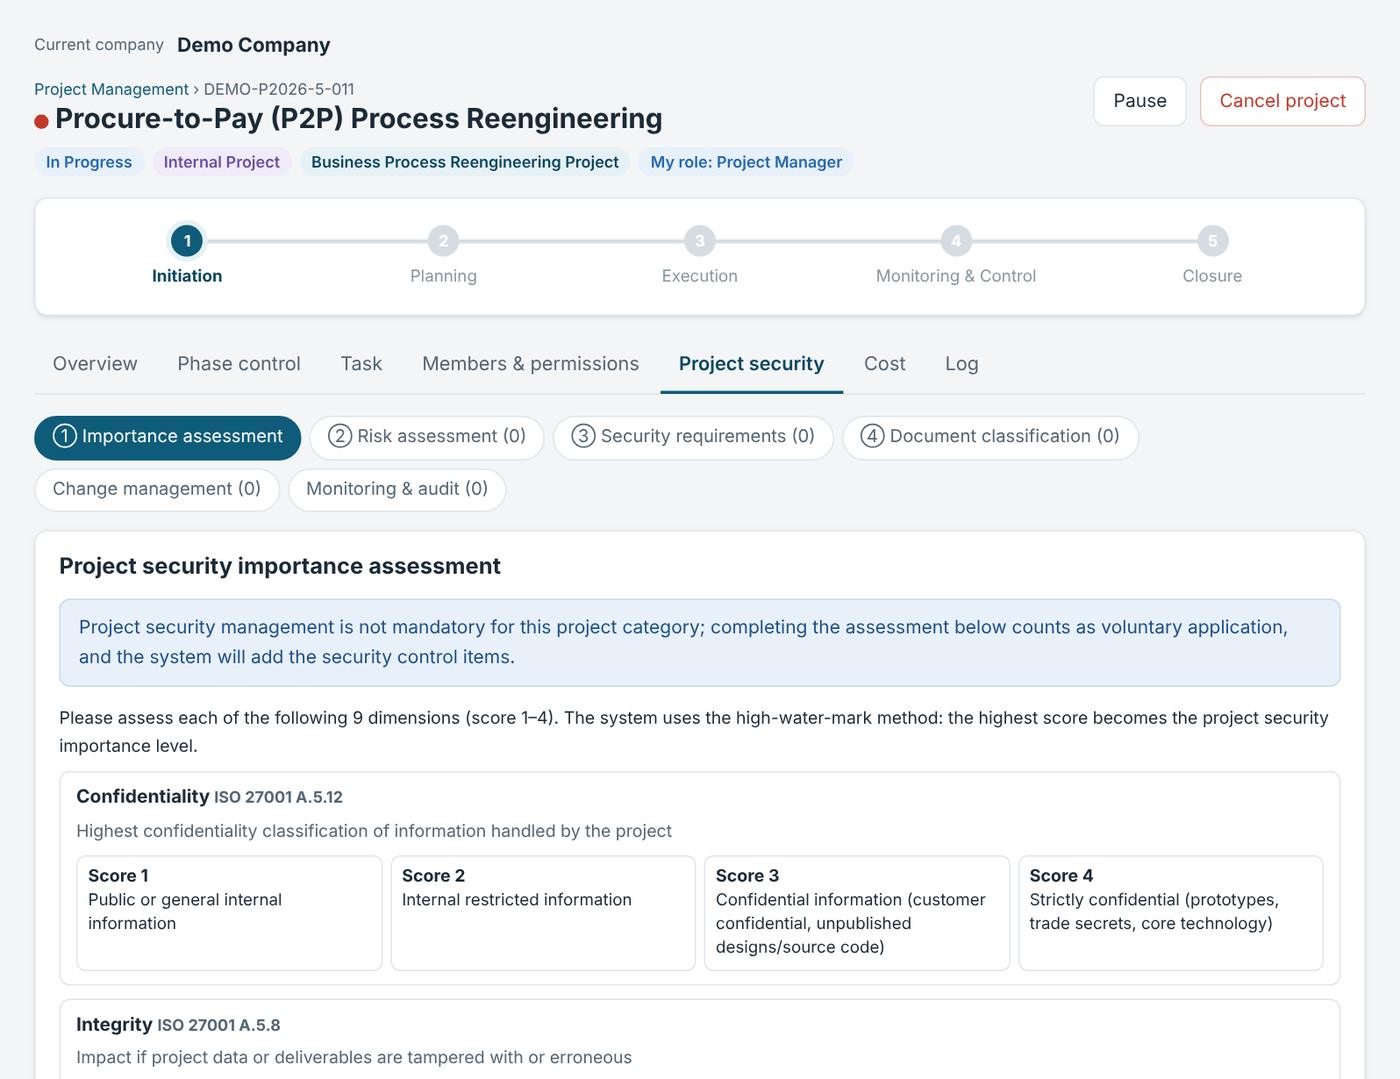 Current company Demo Company
Project Management › DEMO-P2026-5-011
Procure-to-Pay (P2P) Process Reengineering
Pause
Cancel project
In Progress
Internal Project
Business Process Reengineering Project
My role: Project Manager
1
2
3
4
5
Initiation
Planning
Execution
Monitoring & Control
Closure
Overview
Phase control
Task
Members & permissions
Project security
Cost
Log
① Importance assessment
② Risk assessment (0)
③ Security requirements (0)
④ Document classification (0)
Change management (0)
Monitoring & audit (0)
Project security importance assessment
Project security management is not mandatory for this project category; completing the assessment below counts as voluntary application,
and the system will add the security control items.
Please assess each of the following 9 dimensions (score 1–4). The system uses the high-water-mark method: the highest score becomes the project security
importance level.
Confidentiality ISO 27001 A.5.12
Highest confidentiality classification of information handled by the project
Score 1
Public or general internal
information
Score 2
Internal restricted information
Score 3
Confidential information (customer
confidential, unpublished
designs/source code)
Score 4
Strictly confidential (prototypes,
trade secrets, core technology)
Integrity ISO 27001 A.5.8
Impact if project data or deliverables are tampered with or erroneous